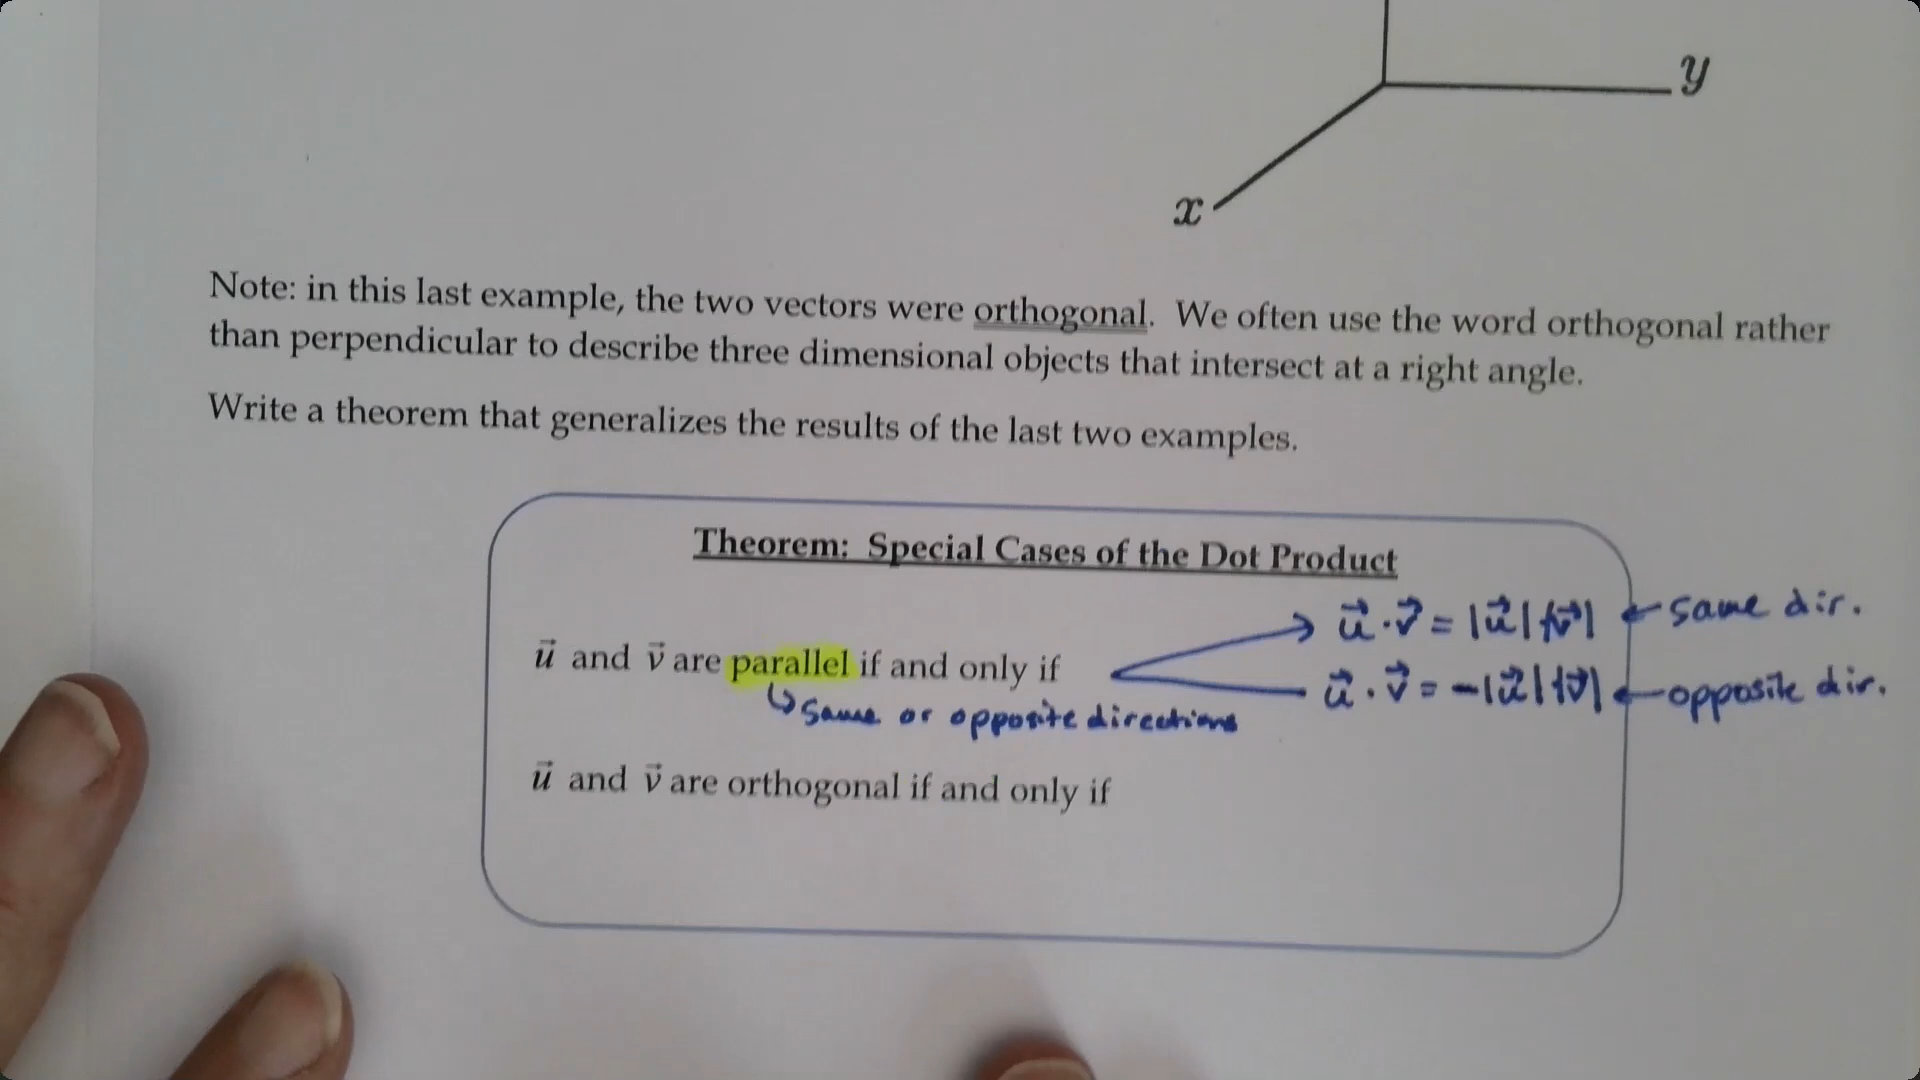 y
x
Note: in this last example, the two vectors were orthogonal. We often use the word orthogonal rather
than perpendicular to describe three dimensional objects that intersect at a right angle.
Write a theorem that generalizes the results of the last two examples.
Theorem: Special Cases of the Dot Product
u⃗ and v⃗ are parallel if and only if
u⃗ · v⃗ = |u⃗| |v⃗| ← same dir.
u⃗ · v⃗ = -|u⃗| |v⃗| ← opposite dir.
↳ same or opposite directions
u⃗ and v⃗ are orthogonal if and only if